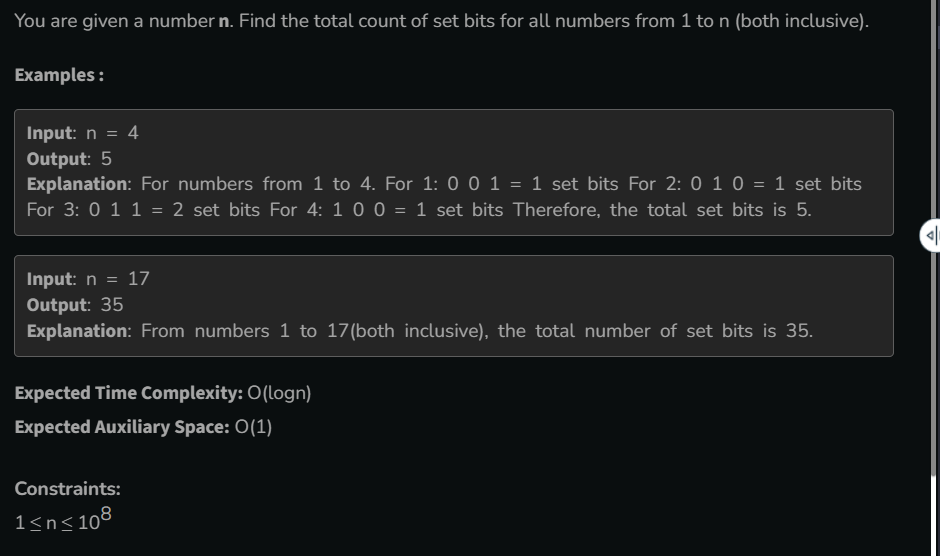 You are given a number n. Find the total count of set bits for all numbers from 1 to n (both inclusive).
Examples :
Input: n = 4
Output: 5
Explanation: For numbers from 1 to 4. For 1: 0 0 1 = 1 set bits For 2: 0 1 0 = 1 set bits
For 3: 0 1 1 = 2 set bits For 4: 1 0 0 = 1 set bits Therefore, the total set bits is 5.
Input: n = 17
Output: 35
Explanation: From numbers 1 to 17(both inclusive), the total number of set bits is 35.
Expected Time Complexity: O(logn)
Expected Auxiliary Space: O(1)
Constraints:
1 ≤ n ≤ 10⁸